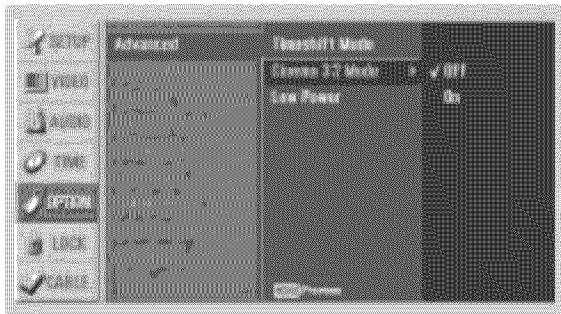 SETUP
VIDEO
AUDIO
TIME
OPTION
LOCK
CABLE
Advanced
Timeshift Mode
Cinema 3:2 Mode
Low Power
✓ Off
On